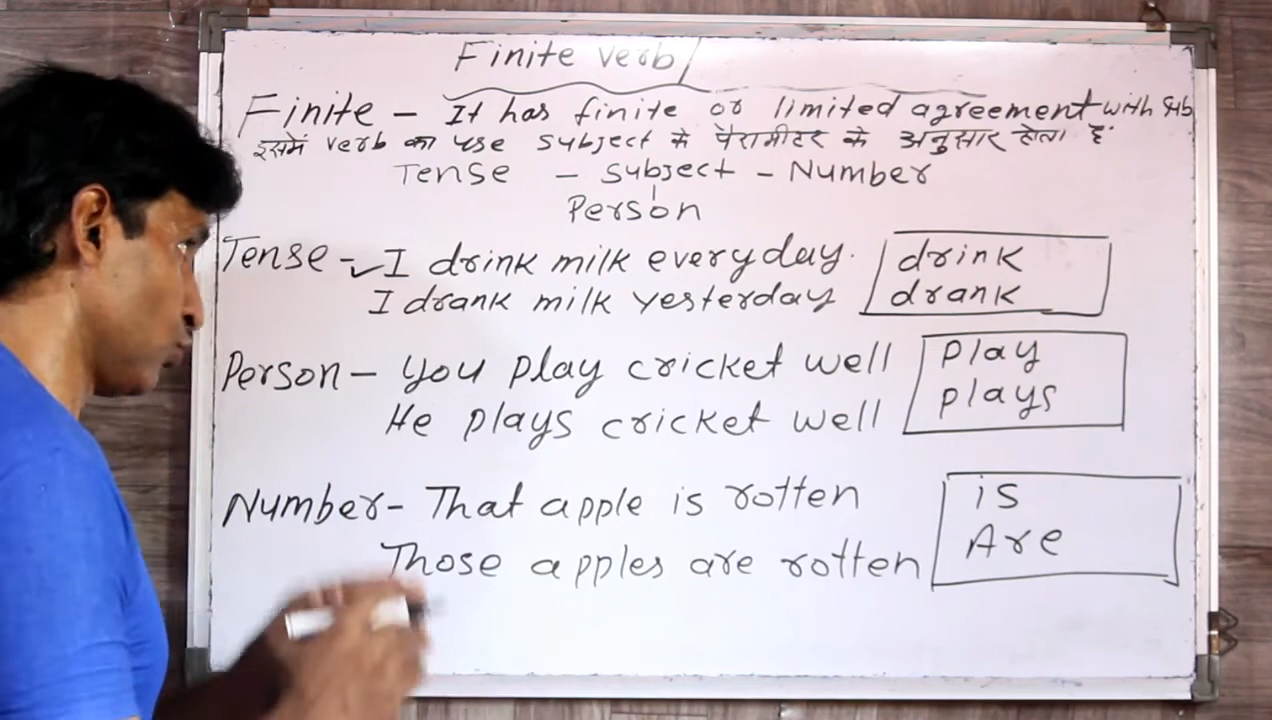 Finite verb
Finite - It has finite or limited agreement with sub
इसमें verb का use subject के पैरामीटर के अनुसार होता है
Tense - Subject - Number
Person
Tense - ✓ I drink milk everyday.
drink
I drank milk yesterday
drank
Person - You play cricket well
Play
He plays cricket well
plays
Number - That apple is rotten
is
Those apples are rotten
Are